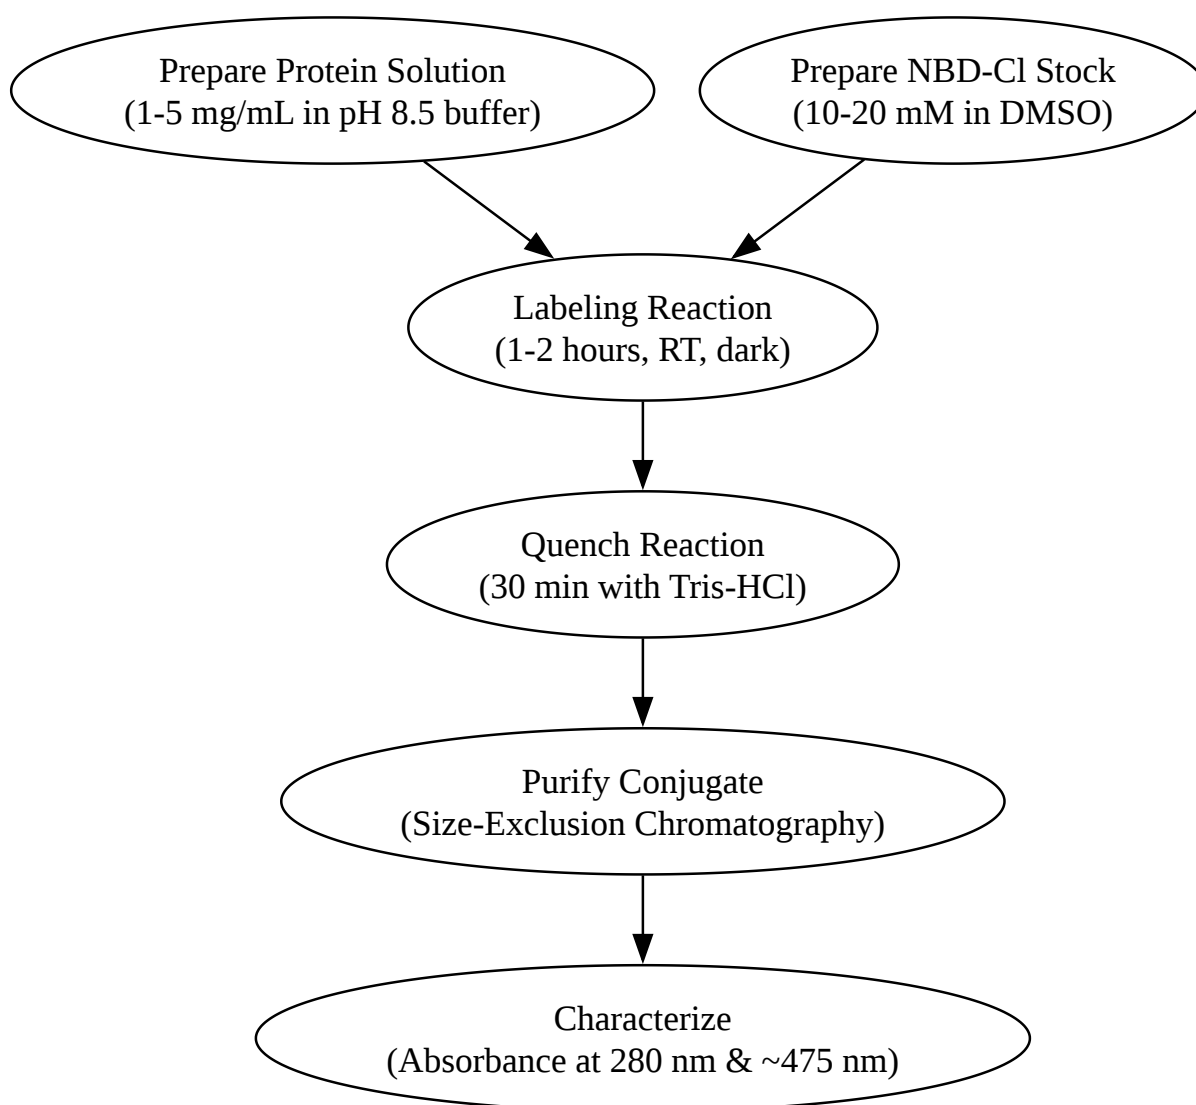 Prepare Protein Solution
(1-5 mg/mL in pH 8.5 buffer)
Prepare NBD-Cl Stock
(10-20 mM in DMSO)
Labeling Reaction
(1-2 hours, RT, dark)
Quench Reaction
(30 min with Tris-HCl)
Purify Conjugate
(Size-Exclusion Chromatography)
Characterize
(Absorbance at 280 nm & ~475 nm)